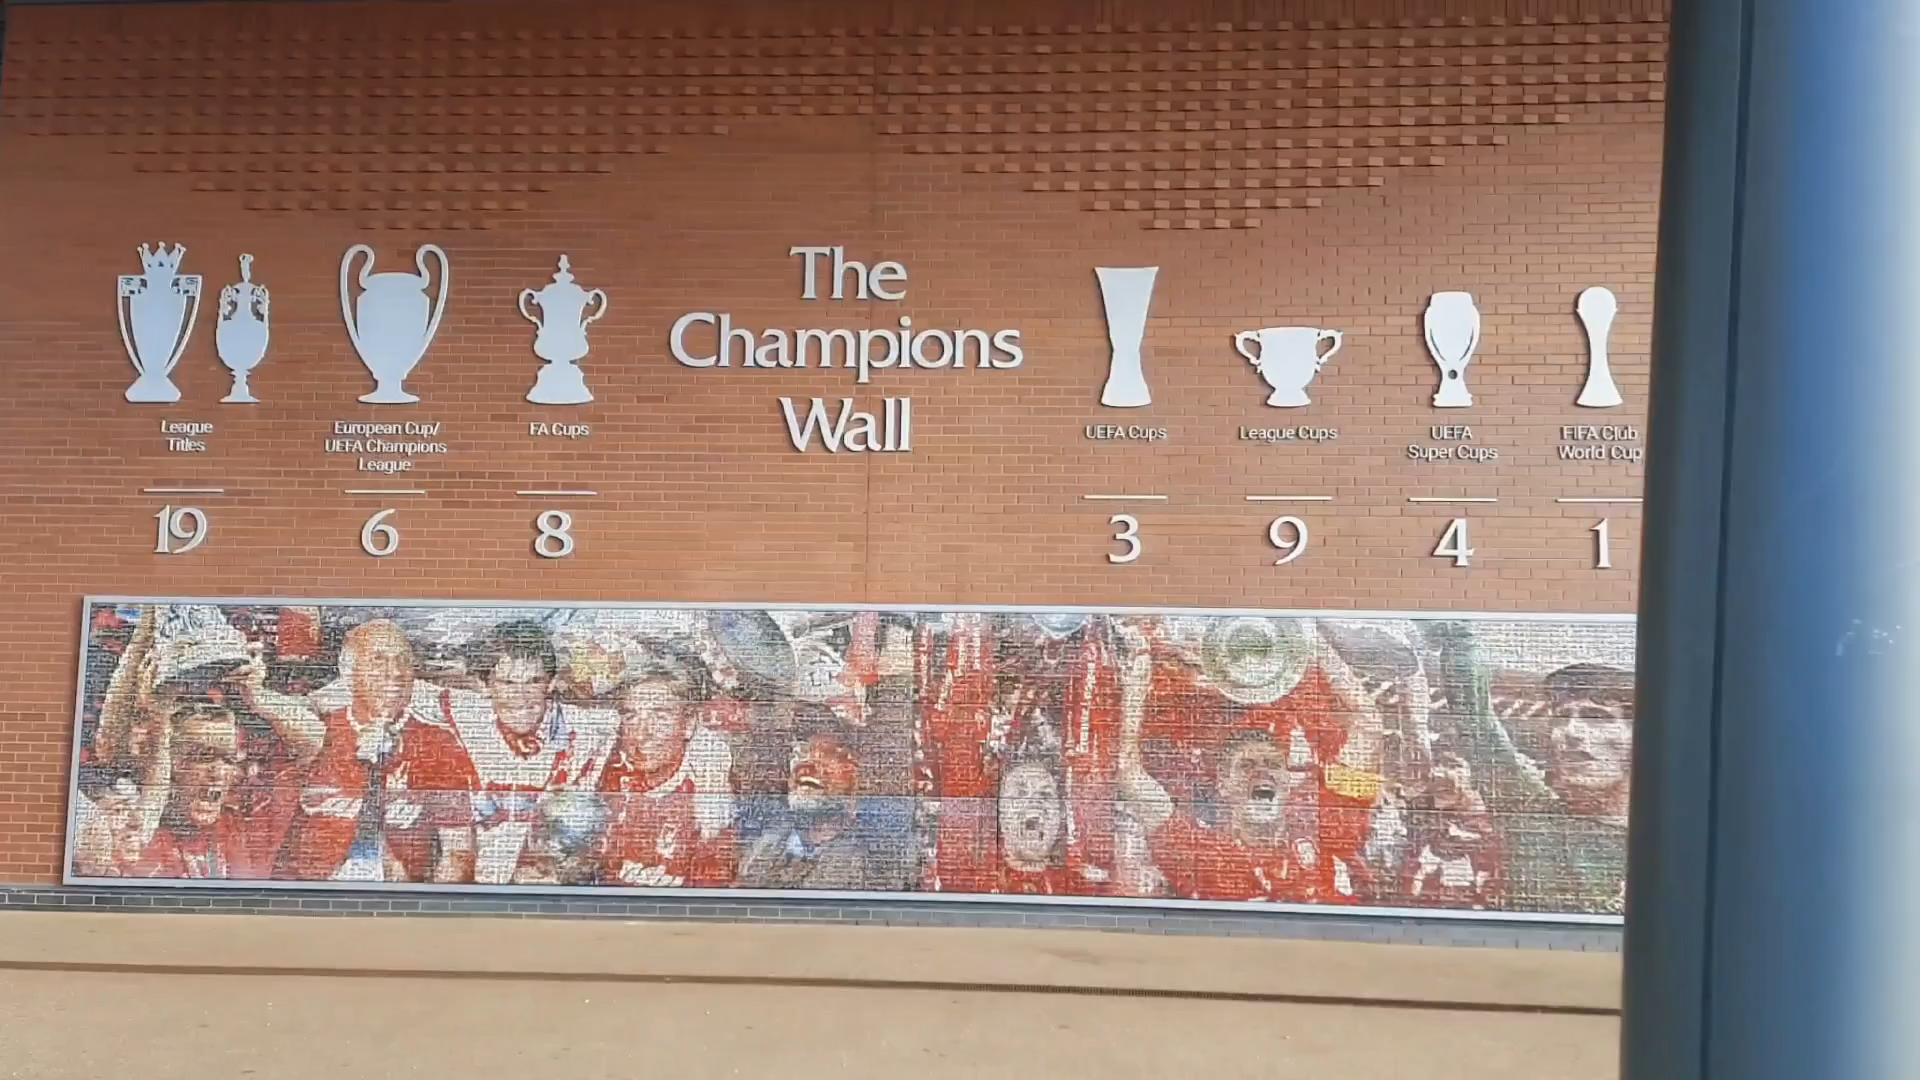 The
Champions
Wall
League
Titles
19
European Cup/
UEFA Champions
League
6
FA Cups
8
UEFA Cups
3
League Cups
9
UEFA
Super Cups
4
FIFA Club
World Cup
1